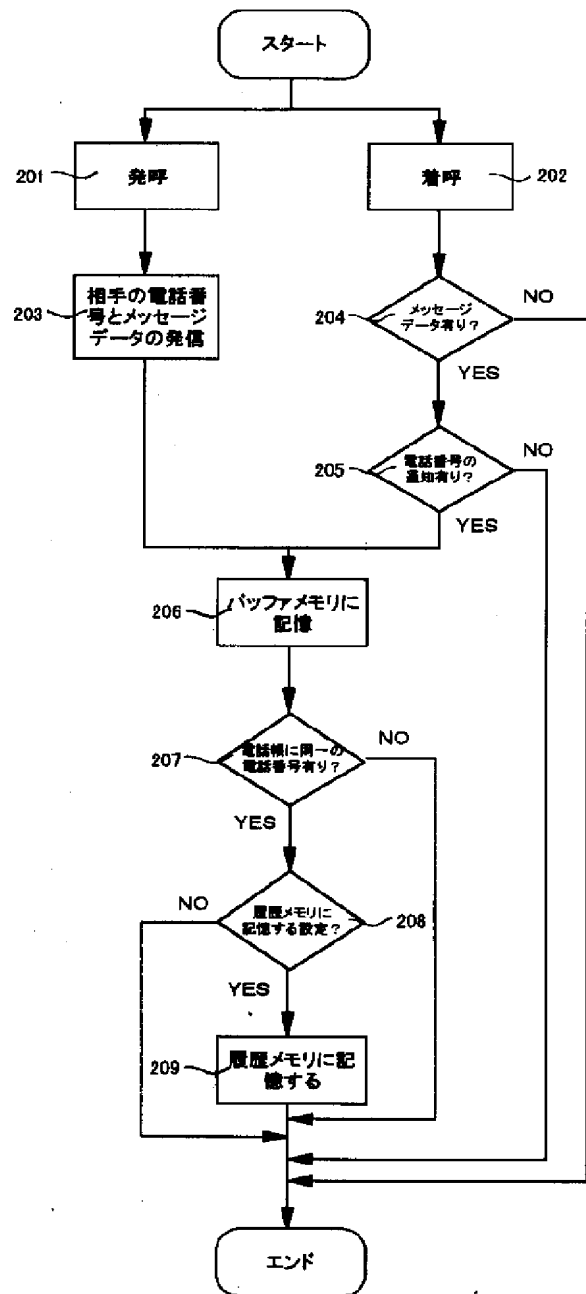 スタート
201
発呼
着呼
202
203
相手の電話番
号とメッセージ
データの発信
204
メッセージ
データ有り?
NO
YES
205
電話番号の
通知有り?
NO
YES
206
バッファメモリに
記憶
207
電話帳に同一の
電話番号有り?
NO
YES
NO
履歴メモリに
記憶する設定?
208
YES
209
履歴メモリに記
憶する
エンド